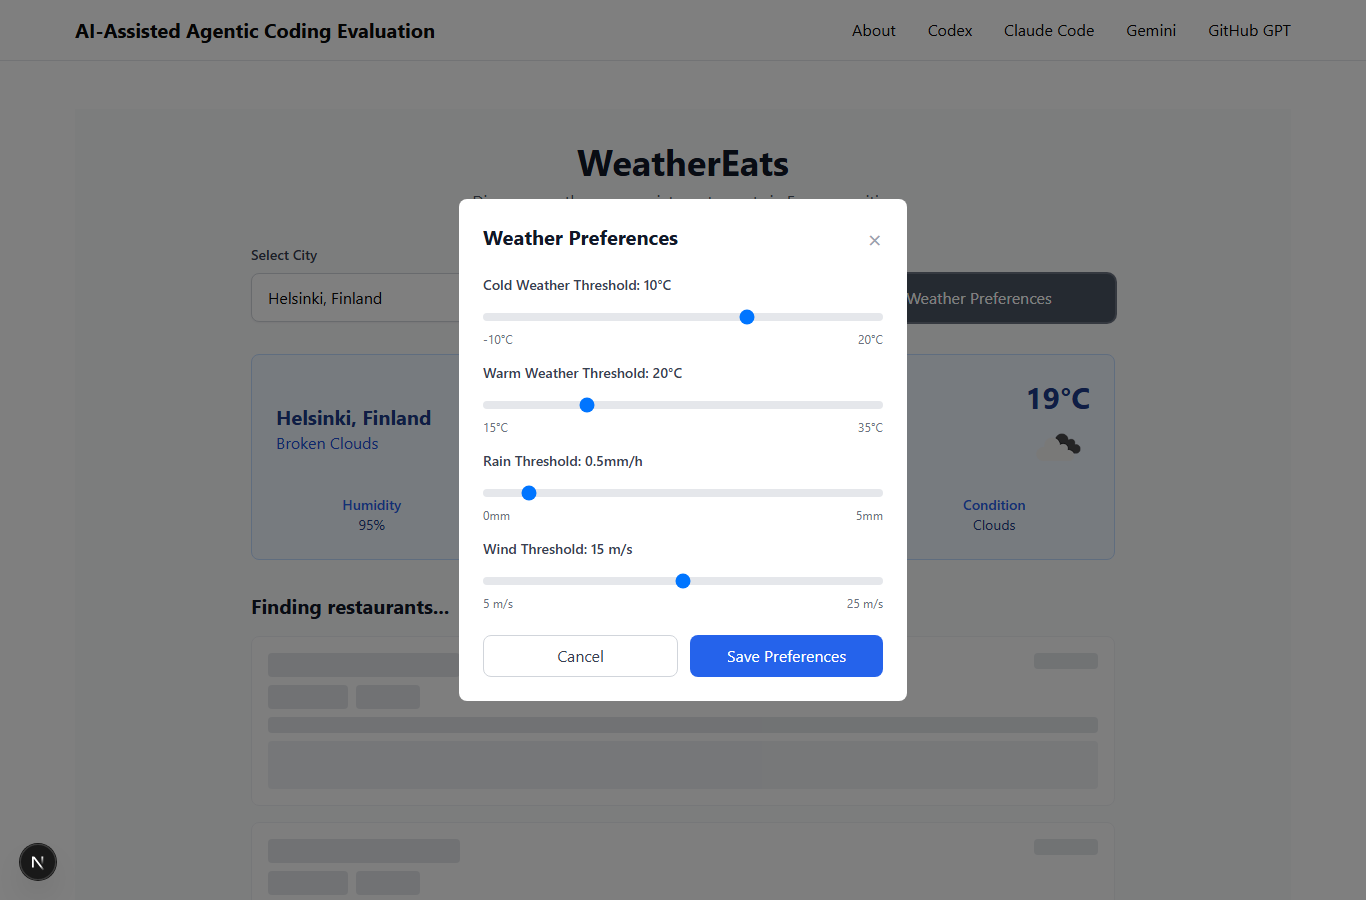 AI-Assisted Agentic Coding Evaluation
About Codex Claude Code Gemini GitHub GPT
WeatherEats
Select City
Helsinki, Finland
Weather Preferences
Helsinki, Finland
Broken Clouds
19°C
Humidity
95%
Condition
Clouds
Finding restaurants...
Weather Preferences
×
Cold Weather Threshold: 10°C
-10°C 20°C
Warm Weather Threshold: 20°C
15°C 35°C
Rain Threshold: 0.5mm/h
0mm 5mm
Wind Threshold: 15 m/s
5 m/s 25 m/s
Cancel Save Preferences
N